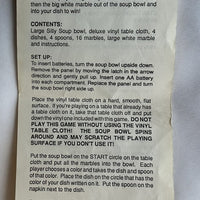 then the big white marble out of the soup bowl and
into your dish to win!
CONTENTS:
Large Silly Soup bowl, deluxe vinyl table cloth, 4
dishes, 4 spoons, 16 marbles, large white marble
and instructions.
SET UP:
To insert batteries, turn the soup bowl upside down.
Remove the panel by moving the latch in the arrow
direction and gently pull up. Insert one AA battery
into each compartment. Replace the panel and turn
the soup bowl right side up.
Place the vinyl table cloth on a hard, smooth, flat
surface. If you're playing on a table that already has
a table cloth on it, take that table cloth off and put
down the vinyl one included with this game. DO NOT
PLAY THIS GAME WITHOUT USING THE VINYL
TABLE CLOTH! THE SOUP BOWL SPINS
AROUND AND MAY SCRATCH THE PLAYING
SURFACE IF YOU DON'T USE IT!
Put the soup bowl on the START circle on the table
cloth and put all the marbles into the bowl. Each
player chooses a color and takes the dish and spoon
of that color. Place the dish on the circle that has the
color of your dish written on it. Put the spoon on the
napkin next to the dish.